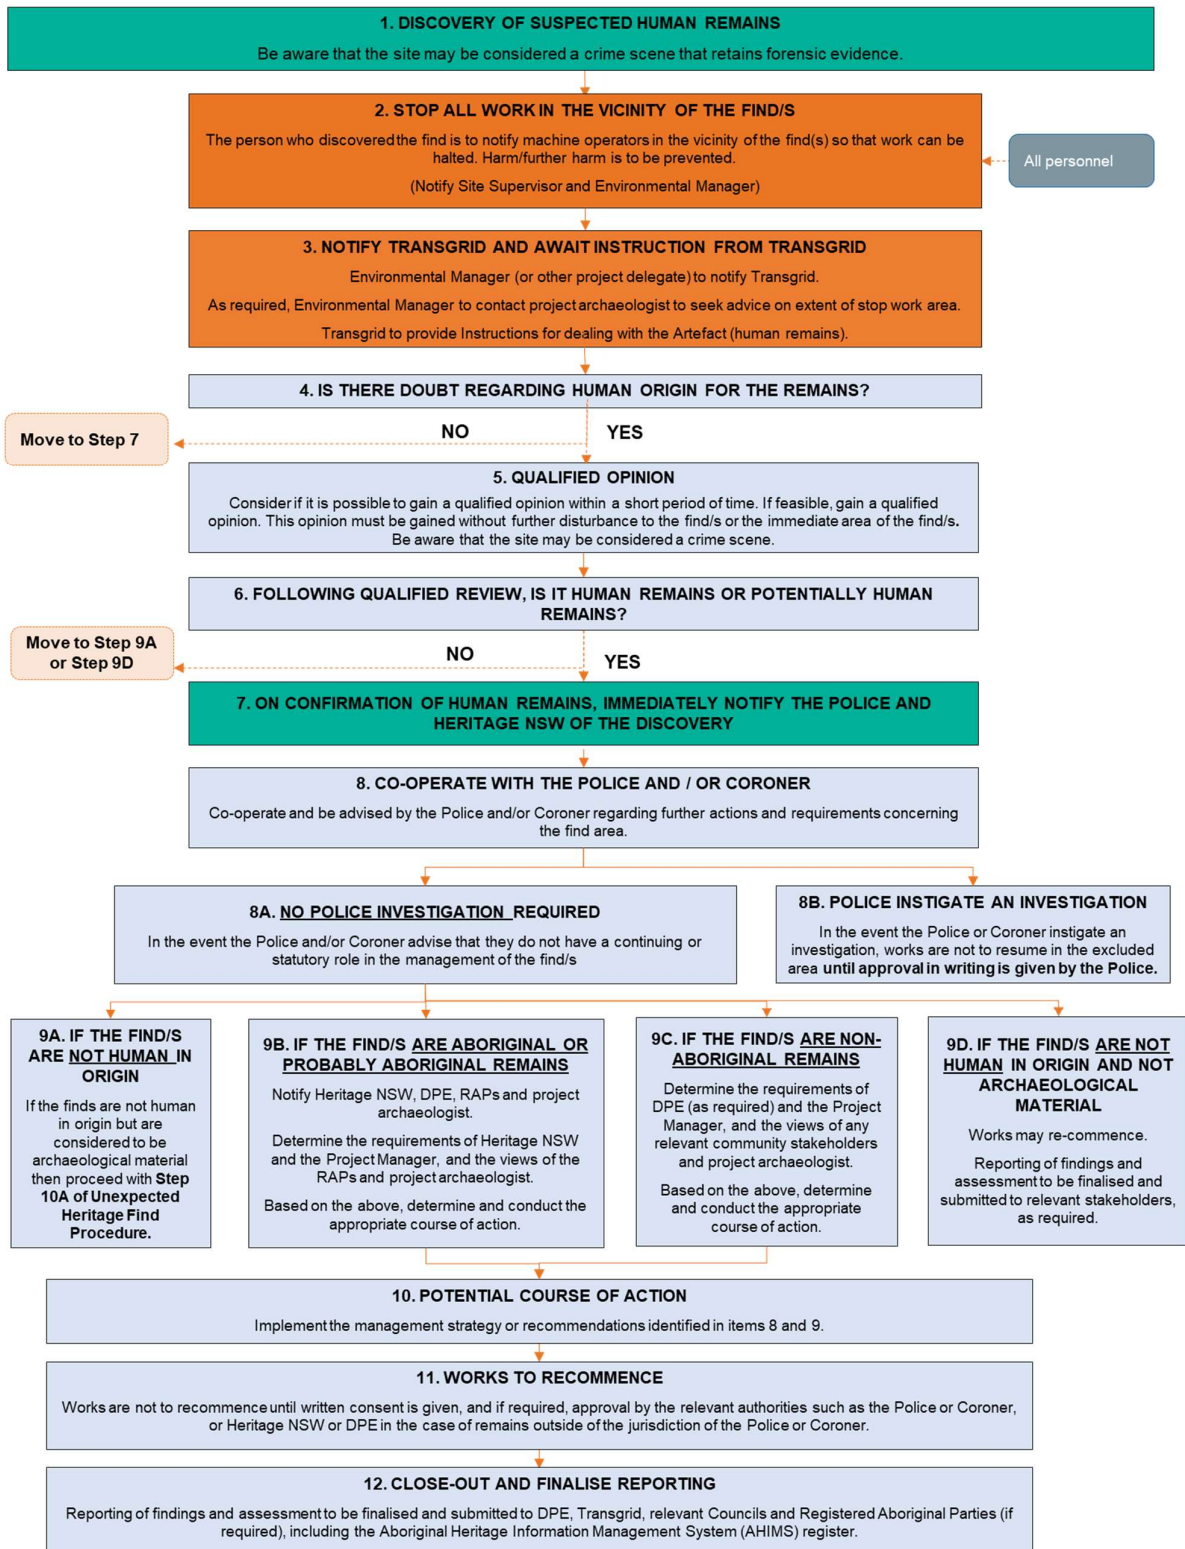 1. DISCOVERY OF SUSPECTED HUMAN REMAINS
Be aware that the site may be considered a crime scene that retains forensic evidence.
2. STOP ALL WORK IN THE VICINITY OF THE FIND/S
The person who discovered the find is to notify machine operators in the vicinity of the find(s) so that work can be
halted. Harm/further harm is to be prevented.
(Notify Site Supervisor and Environmental Manager)
All personnel
3. NOTIFY TRANSGRID AND AWAIT INSTRUCTION FROM TRANSGRID
Environmental Manager (or other project delegate) to notify Transgrid.
As required, Environmental Manager to contact project archaeologist to seek advice on extent of stop work area.
Transgrid to provide Instructions for dealing with the Artefact (human remains).
4. IS THERE DOUBT REGARDING HUMAN ORIGIN FOR THE REMAINS?
Move to Step 7
NO
YES
5. QUALIFIED OPINION
Consider if it is possible to gain a qualified opinion within a short period of time. If feasible, gain a qualified
opinion. This opinion must be gained without further disturbance to the find/s or the immediate area of the find/s.
Be aware that the site may be considered a crime scene.
6. FOLLOWING QUALIFIED REVIEW, IS IT HUMAN REMAINS OR POTENTIALLY HUMAN
REMAINS?
Move to Step 9A
or Step 9D
NO
YES
7. ON CONFIRMATION OF HUMAN REMAINS, IMMEDIATELY NOTIFY THE POLICE AND
HERITAGE NSW OF THE DISCOVERY
8. CO-OPERATE WITH THE POLICE AND / OR CORONER
Co-operate and be advised by the Police and/or Coroner regarding further actions and requirements concerning
the find area.
8A. NO POLICE INVESTIGATION REQUIRED
In the event the Police and/or Coroner advise that they do not have a continuing or
statutory role in the management of the find/s
8B. POLICE INSTIGATE AN INVESTIGATION
In the event the Police or Coroner instigate an
investigation, works are not to resume in the excluded
area until approval in writing is given by the Police.
9A. IF THE FIND/S
ARE NOT HUMAN IN
ORIGIN
If the finds are not human
in origin but are
considered to be
archaeological material
then proceed with Step
10A of Unexpected
Heritage Find
Procedure.
9B. IF THE FIND/S ARE ABORIGINAL OR
PROBABLY ABORIGINAL REMAINS
Notify Heritage NSW, DPE, RAPs and project
archaeologist.
Determine the requirements of Heritage NSW
and the Project Manager, and the views of the
RAPs and project archaeologist.
Based on the above, determine and conduct the
appropriate course of action.
9C. IF THE FIND/S ARE NON-
ABORIGINAL REMAINS
Determine the requirements of
DPE (as required) and the Project
Manager, and the views of any
relevant community stakeholders
and project archaeologist.
Based on the above, determine
and conduct the appropriate
course of action.
9D. IF THE FIND/S ARE NOT
HUMAN IN ORIGIN AND NOT
ARCHAEOLOGICAL
MATERIAL
Works may re-commence.
Reporting of findings and
assessment to be finalised and
submitted to relevant stakeholders,
as required.
10. POTENTIAL COURSE OF ACTION
Implement the management strategy or recommendations identified in items 8 and 9.
11. WORKS TO RECOMMENCE
Works are not to recommence until written consent is given, and if required, approval by the relevant authorities such as the Police or Coroner,
or Heritage NSW or DPE in the case of remains outside of the jurisdiction of the Police or Coroner.
12. CLOSE-OUT AND FINALISE REPORTING
Reporting of findings and assessment to be finalised and submitted to DPE, Transgrid, relevant Councils and Registered Aboriginal Parties (if
required), including the Aboriginal Heritage Information Management System (AHIMS) register.